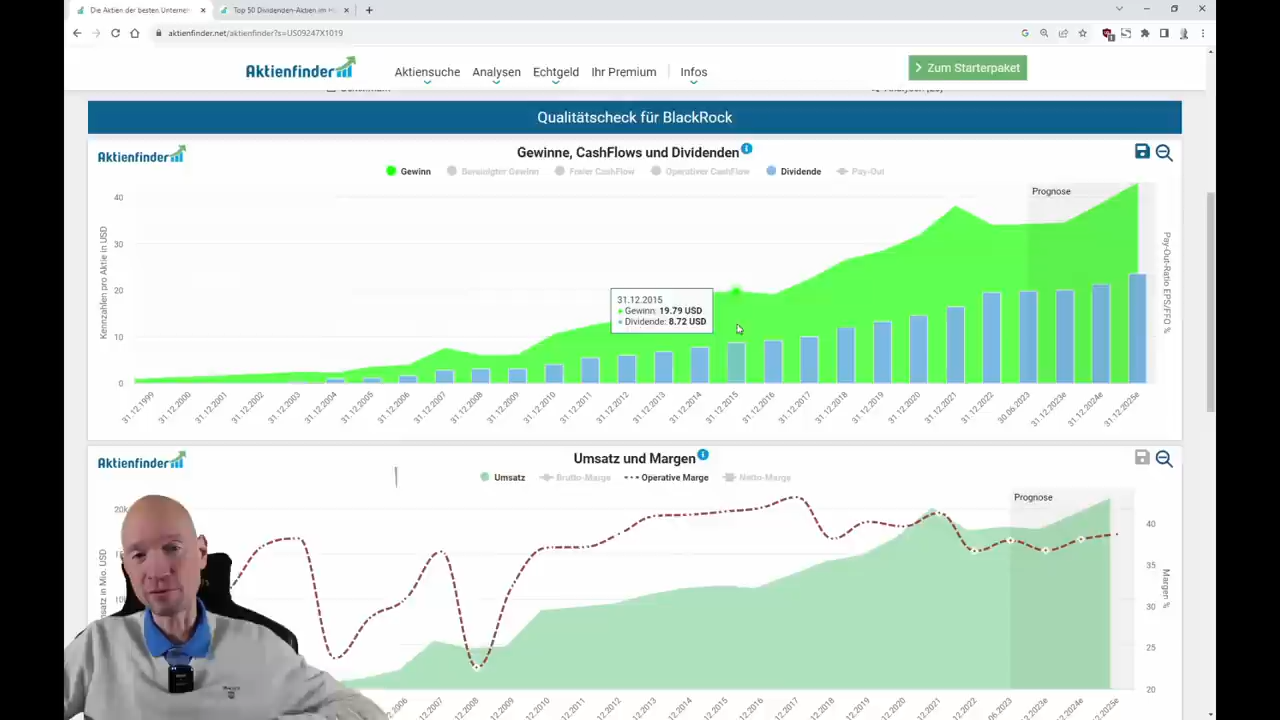 Die Aktien der besten Unterneh
Top 50 Dividenden-Aktien im H
aktienfinder.net/aktienfinder?s=US09247X1019
Aktienfinder
Aktiensuche
Analysen
Echtgeld
Ihr Premium
Infos
Zum Starterpaket
Qualitätscheck für BlackRock
Aktienfinder
Gewinne, CashFlows und Dividenden
Gewinn
Bereinigter Gewinn
Freier CashFlow
Operativer CashFlow
Dividende
Pay-Out
Kennzahlen pro Aktie in USD
40
30
20
10
0
Prognose
Pay-Out-Ratio EPS/FFO %
31.12.2015
Gewinn: 19.79 USD
Dividende: 8.72 USD
31.12.1999
31.12.2000
31.12.2001
31.12.2002
31.12.2003
31.12.2004
31.12.2005
31.12.2006
31.12.2007
31.12.2008
31.12.2009
31.12.2010
31.12.2011
31.12.2012
31.12.2013
31.12.2014
31.12.2015
31.12.2016
31.12.2017
31.12.2018
31.12.2019
31.12.2020
31.12.2021
31.12.2022
30.06.2023
31.12.2023e
31.12.2024e
31.12.2025e
Aktienfinder
Umsatz und Margen
Umsatz
Brutto-Marge
Operative Marge
Netto-Marge
Prognose
20k
40
35
30
25
20
Margen %